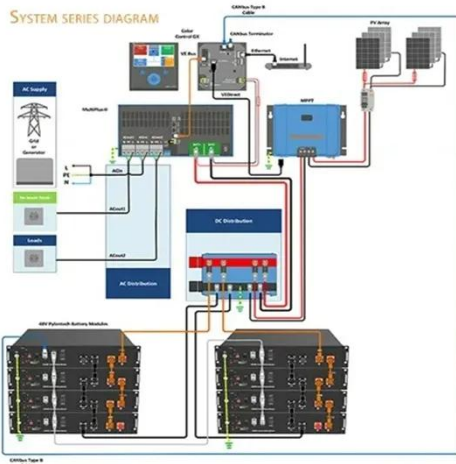 SYSTEM SERIES DIAGRAM
CANbus Type B
Cable
PV Array
Color
Control GX
CANbus Terminator
VE Bus
Ethernet
Internet
AC Supply
VE Direct
MultiPlus-II
MPPT
Grid
or
Generator
L
PE
N
ACin
ACout1
Loads
DC Distribution
ACout2
AC Distribution
48V Pylontech Battery Modules
CANbus Type B